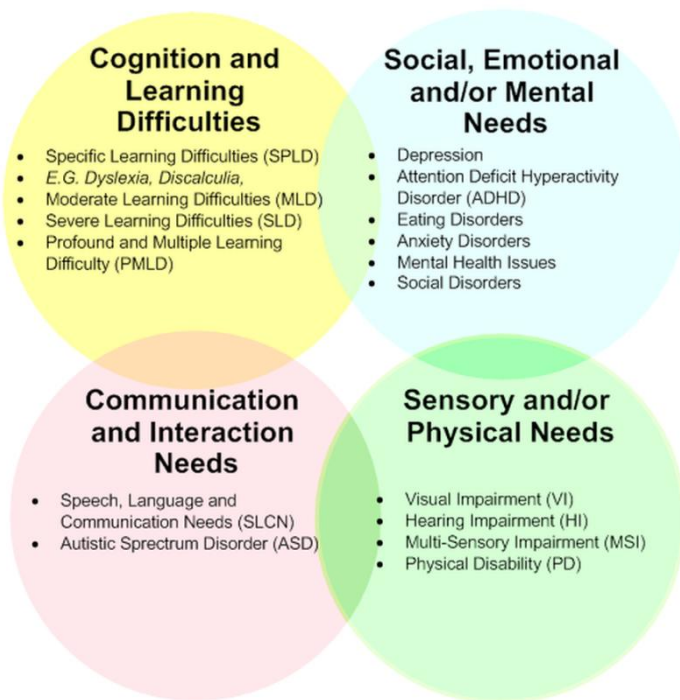 Cognition and
Learning
Difficulties
• Specific Learning Difficulties (SPLD)
• E.G. Dyslexia, Discalculia,
• Moderate Learning Difficulties (MLD)
• Severe Learning Difficulties (SLD)
• Profound and Multiple Learning
Difficulty (PMLD)
Social, Emotional
and/or Mental
Needs
• Depression
• Attention Deficit Hyperactivity
Disorder (ADHD)
• Eating Disorders
• Anxiety Disorders
• Mental Health Issues
• Social Disorders
Communication
and Interaction
Needs
• Speech, Language and
Communication Needs (SLCN)
• Autistic Sprectrum Disorder (ASD)
Sensory and/or
Physical Needs
• Visual Impairment (VI)
• Hearing Impairment (HI)
• Multi-Sensory Impairment (MSI)
• Physical Disability (PD)